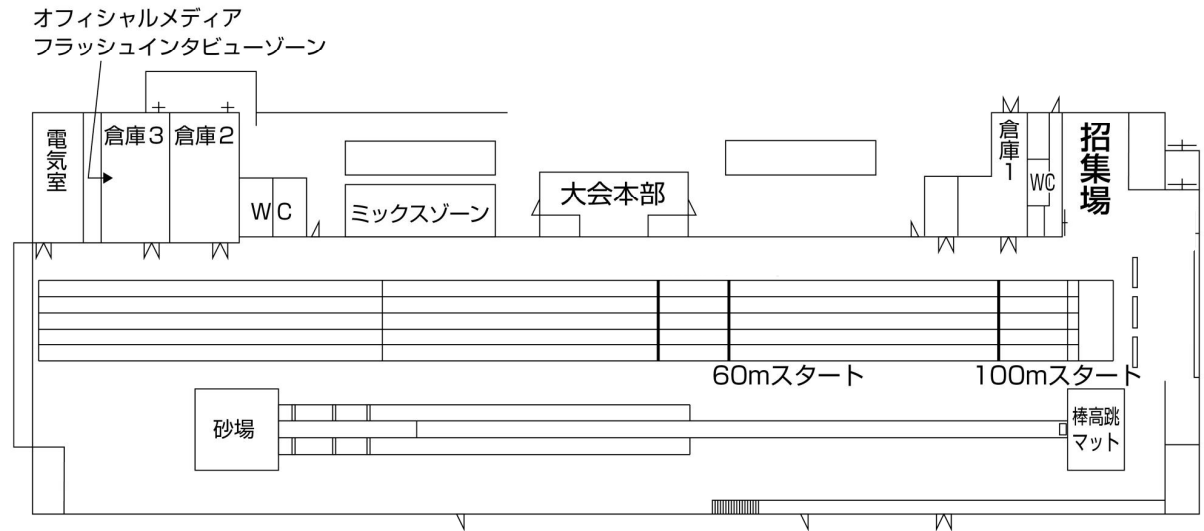 オフィシャルメディア
フラッシュインタビューゾーン
電気室
倉庫3
倉庫2
WC
ミックスゾーン
大会本部
倉庫1
WC
招集場
60mスタート
100mスタート
砂場
棒高跳
マット